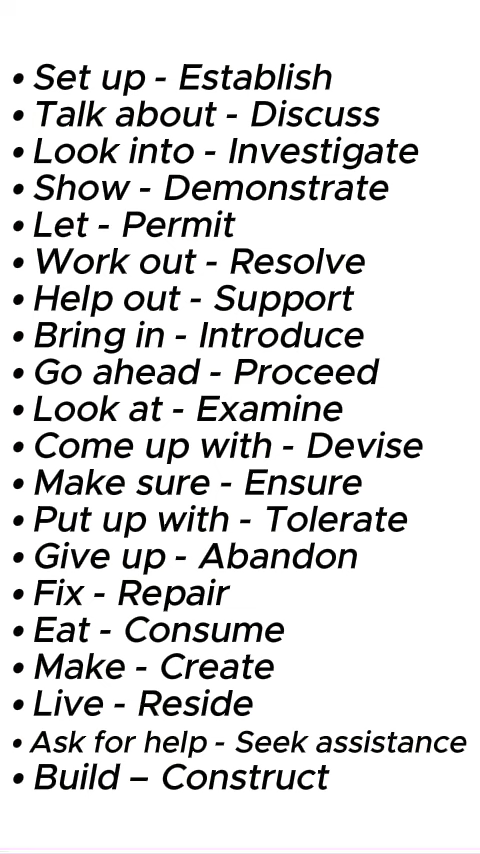 • Set up - Establish
• Talk about - Discuss
• Look into - Investigate
• Show - Demonstrate
• Let - Permit
• Work out - Resolve
• Help out - Support
• Bring in - Introduce
• Go ahead - Proceed
• Look at - Examine
• Come up with - Devise
• Make sure - Ensure
• Put up with - Tolerate
• Give up - Abandon
• Fix - Repair
• Eat - Consume
• Make - Create
• Live - Reside
• Ask for help - Seek assistance
• Build – Construct